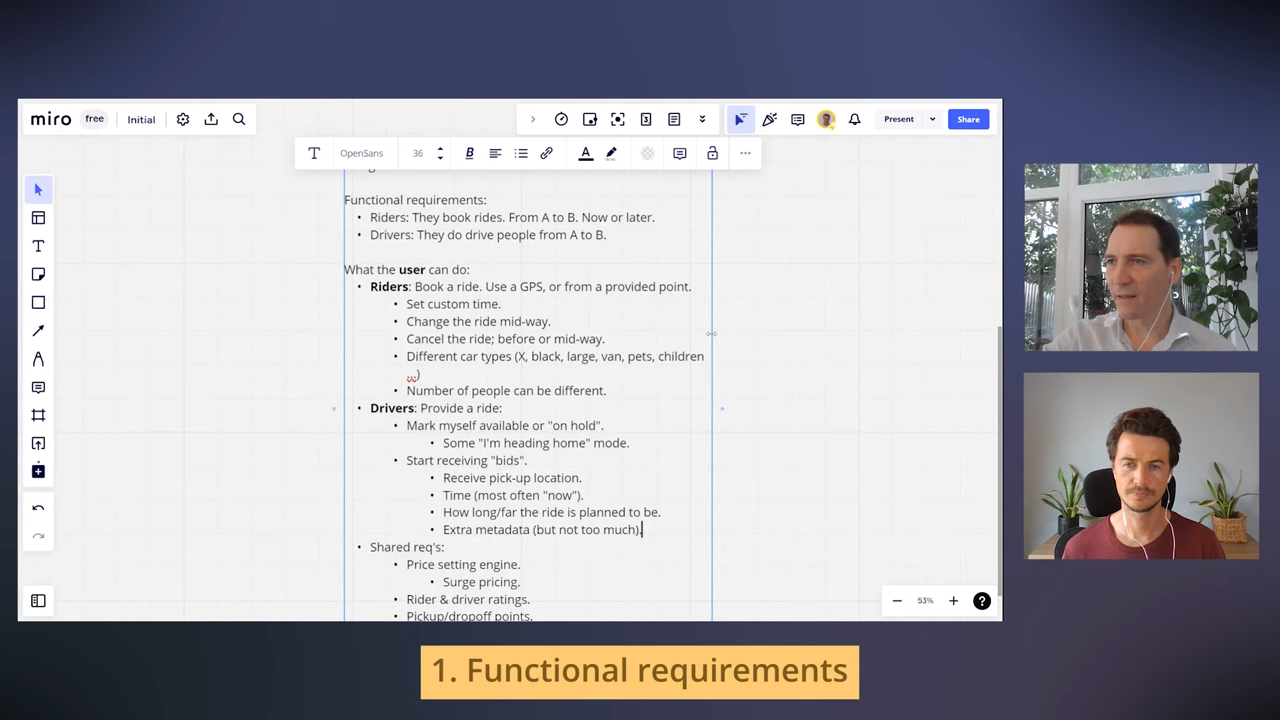 miro free Initial Present Share
OpenSans 36 B A
Functional requirements:
• Riders: They book rides. From A to B. Now or later.
• Drivers: They do drive people from A to B.
What the user can do:
• Riders: Book a ride. Use a GPS, or from a provided point.
• Set custom time.
• Change the ride mid-way.
• Cancel the ride; before or mid-way.
• Different car types (X, black, large, van, pets, children
...)
• Number of people can be different.
• Drivers: Provide a ride:
• Mark myself available or "on hold".
• Some "I'm heading home" mode.
• Start receiving "bids".
• Receive pick-up location.
• Time (most often "now").
• How long/far the ride is planned to be.
• Extra metadata (but not too much).
• Shared req's:
• Price setting engine.
• Surge pricing.
• Rider & driver ratings.
• Pickup/dropoff points.
53%
1. Functional requirements